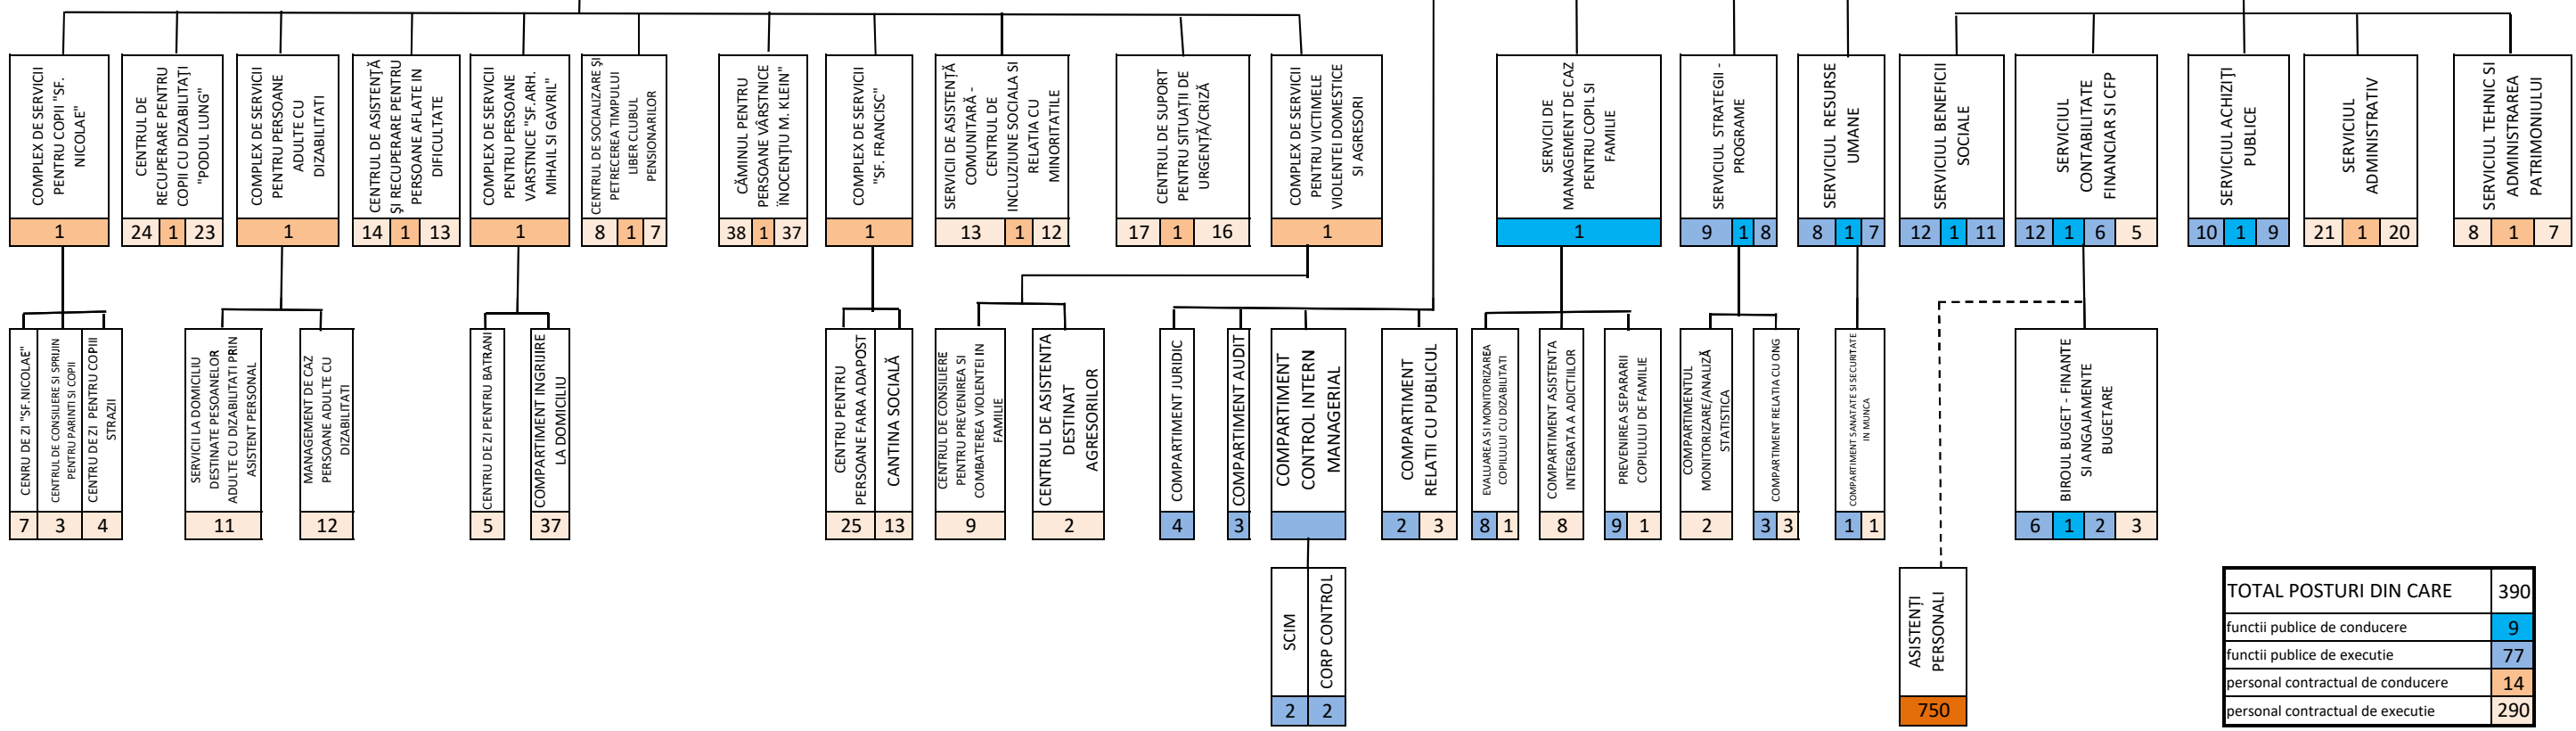 COMPLEX DE SERVICII
PENTRU COPII "SF.
NICOLAE"
1
CENTRUL DE
RECUPERARE PENTRU
COPII CU DIZABILITAŢI
"PODUL LUNG"
24 1 23
COMPLEX DE SERVICII
PENTRU PERSOANE
ADULTE CU
DIZABILITATI
1
CENTRUL DE ASISTENŢĂ
ŞI RECUPERARE PENTRU
PERSOANE AFLATE IN
DIFICULTATE
14 1 13
COMPLEX DE SERVICII
PENTRU PERSOANE
VARSTNICE "SF.ARH.
MIHAIL SI GAVRIL"
1
CENTRUL DE SOCIALIZARE ŞI
PETRECEREA TIMPULUI
LIBER CLUBUL
PENSIONARILOR
8 1 7
CĂMINUL PENTRU
PERSOANE VÂRSTNICE
ÎNOCENŢIU M. KLEIN"
38 1 37
COMPLEX DE SERVICII
"SF. FRANCISC"
1
SERVICII DE ASISTENŢĂ
COMUNITARĂ -
CENTRUL DE
INCLUZIUNE SOCIALA SI
RELATIA CU
MINORITATILE
13 1 12
CENTRUL DE SUPORT
PENTRU SITUAŢII DE
URGENŢĂ/CRIZĂ
17 1 16
COMPLEX DE SERVICII
PENTRU VICTIMELE
VIOLENTEI DOMESTICE
SI AGRESORI
1
SERVICII DE
MANAGEMENT DE CAZ
PENTRU COPIL SI
FAMILIE
1
SERVICIUL STRATEGII -
PROGRAME
9 1 8
SERVICIUL RESURSE
UMANE
8 1 7
SERVICIUL BENEFICII
SOCIALE
12 1 11
SERVICIUL
CONTABILITATE
FINANCIAR SI CFP
12 1 6 5
SERVICIUL ACHIZIŢI
PUBLICE
10 1 9
SERVICIUL
ADMINISTRATIV
21 1 20
SERVICIUL TEHNIC SI
ADMINISTRAREA
PATRIMONIULUI
8 1 7
CENRU DE ZI "SF.NICOLAE"
7
CENTRUL DE CONSILIERE SI SPRIJIN
PENTRU PARINTI SI COPII
3
CENTRU DE ZI PENTRU COPIII
STRAZII
4
SERVICII LA DOMICILIU
DESTINATE PESOANELOR
ADULTE CU DIZABILITATI PRIN
ASISTENT PERSONAL
11
MANAGEMENT DE CAZ
PERSOANE ADULTE CU
DIZABILITATI
12
CENTRU DE ZI PENTRU BATRANI
5
COMPARTIMENT INGRIJIRE
LA DOMICILIU
37
CENTRU PENTRU
PERSOANE FARA ADAPOST
25
CANTINA SOCIALĂ
13
CENTRUL DE CONSILIERE
PENTRU PREVENIREA SI
COMBATEREA VIOLENTEI IN
FAMILIE
9
CENTRUL DE ASISTENTA
DESTINAT
AGRESORILOR
2
COMPARTIMENT JURIDIC
4
COMPARTIMENT AUDIT
3
COMPARTIMENT
CONTROL INTERN
MANAGERIAL
COMPARTIMENT
RELATII CU PUBLICUL
2 3
EVALUAREA SI MONITORIZAREA
COPILULUI CU DIZABILITATI
8 1
COMPARTIMENT ASISTENTA
INTEGRATA A ADICTIILOR
8
PREVENIREA SEPARARII
COPILULUI DE FAMILIE
9 1
COMPARTIMENTUL
MONITORIZARE/ANALIZĂ
STATISTICA
2
COMPARTIMENT RELATIA CU ONG
3 3
COMPARTIMENT SANATATE SI SECURITATE
IN MUNCA
1 1
BIROUL BUGET - FINANTE
SI ANGAJAMENTE
BUGETARE
6 1 2 3
SCIM
2
CORP CONTROL
2
ASISTENŢI
PERSONALI
750
TOTAL POSTURI DIN CARE 390
functii publice de conducere 9
functii publice de executie 77
personal contractual de conducere 14
personal contractual de executie 290